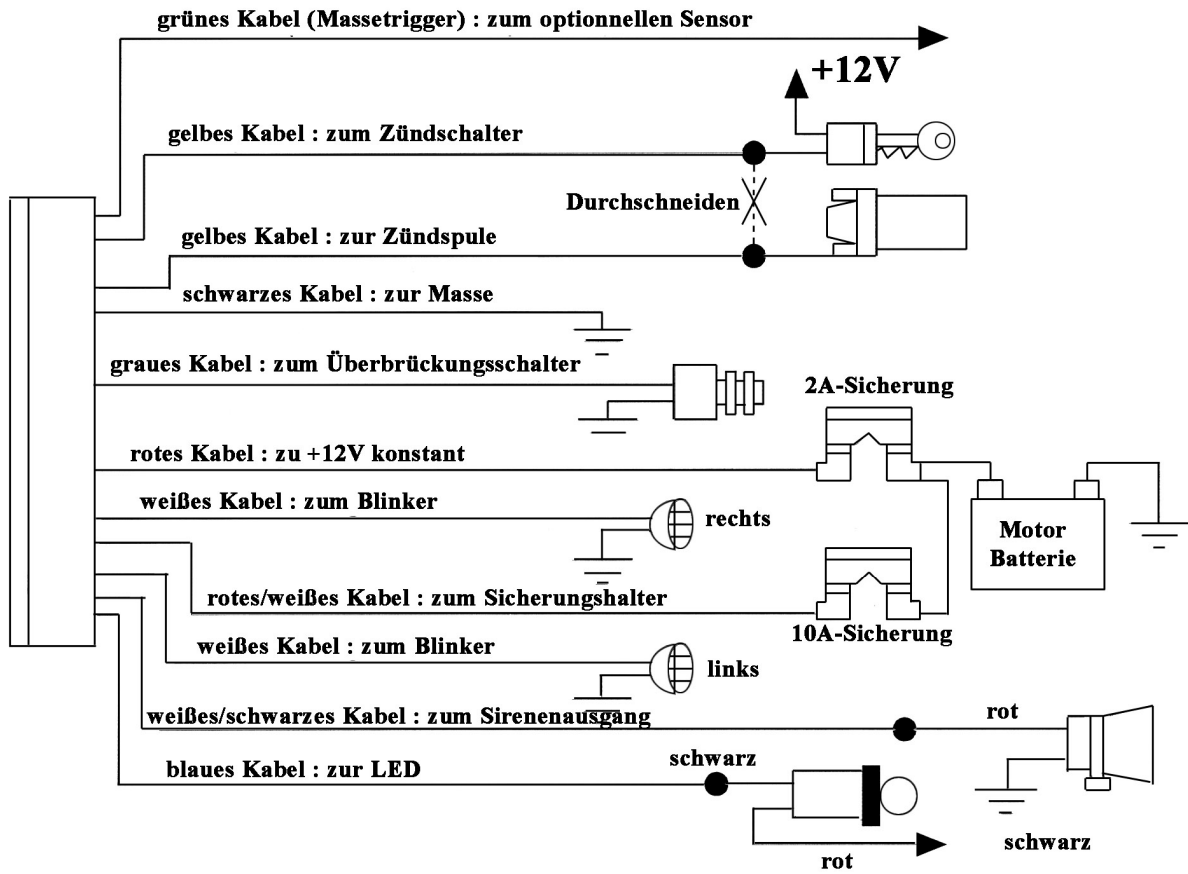 grünes Kabel (Massetrigger) : zum optionnellen Sensor
+12V
gelbes Kabel : zum Zündschalter
Durchschneiden
gelbes Kabel : zur Zündspule
schwarzes Kabel : zur Masse
graues Kabel : zum Überbrückungsschalter
2A-Sicherung
rotes Kabel : zu +12V konstant
weißes Kabel : zum Blinker
rechts
Motor
Batterie
rotes/weißes Kabel : zum Sicherungshalter
10A-Sicherung
weißes Kabel : zum Blinker
links
weißes/schwarzes Kabel : zum Sirenenausgang
rot
blaues Kabel : zur LED
schwarz
schwarz
rot